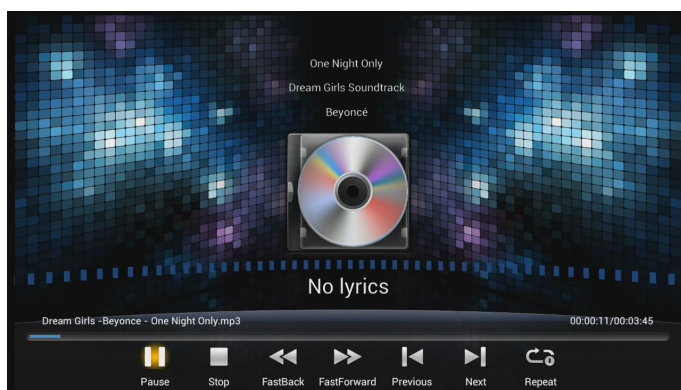 One Night Only
Dream Girls Soundtrack
Beyoncé
No lyrics
Dream Girls -Beyonce - One Night Only.mp3 00:00:11/00:03:45
Pause Stop FastBack FastForward Previous Next Repeat